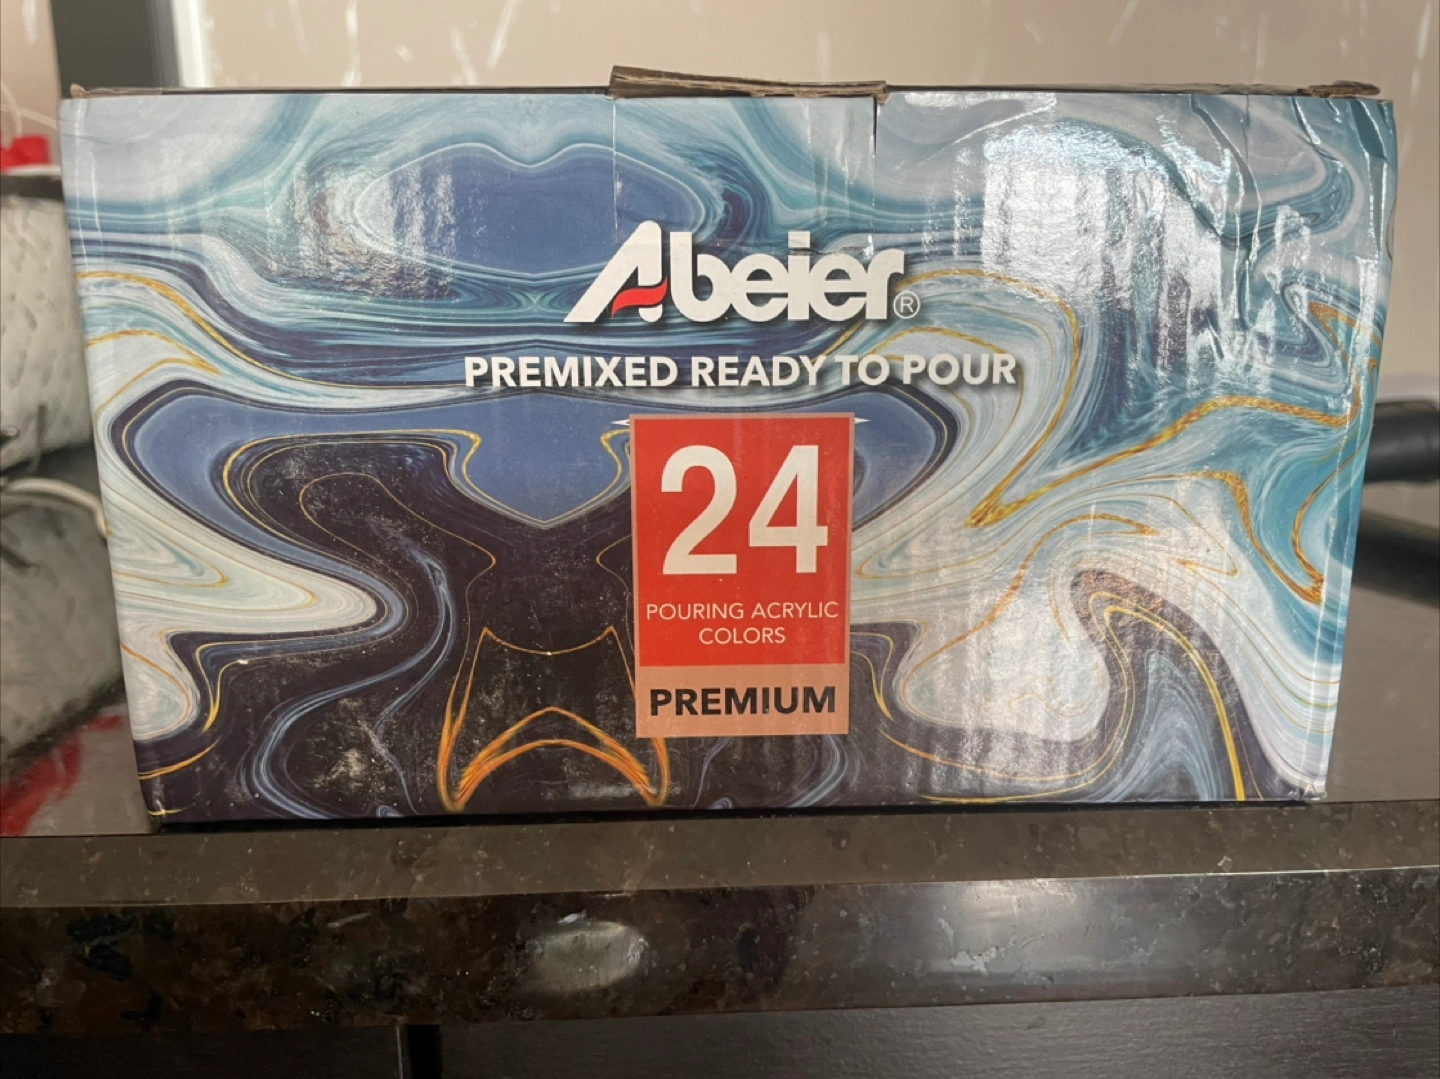 Abeier®
PREMIXED READY TO POUR
24
POURING ACRYLIC
COLORS
PREMIUM